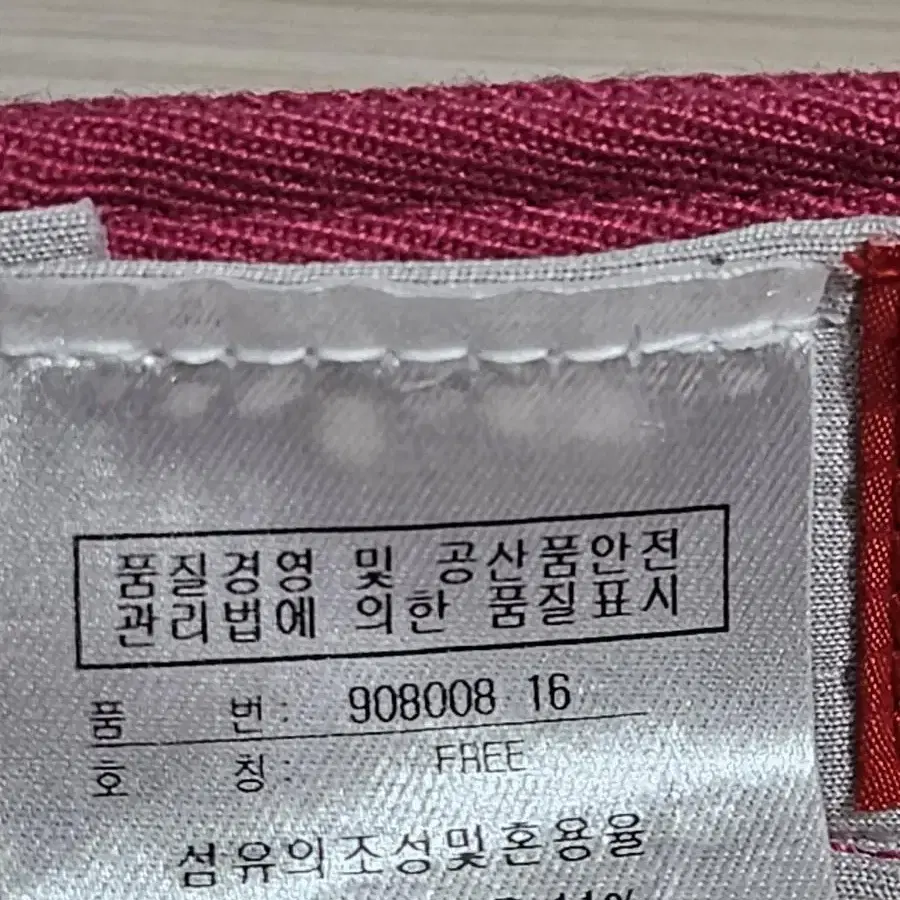 품질경영 및 공산품안전
관리법에 의한 품질표시
품 번: 908008 16
호 칭: FREE
섬유의조성및혼용율